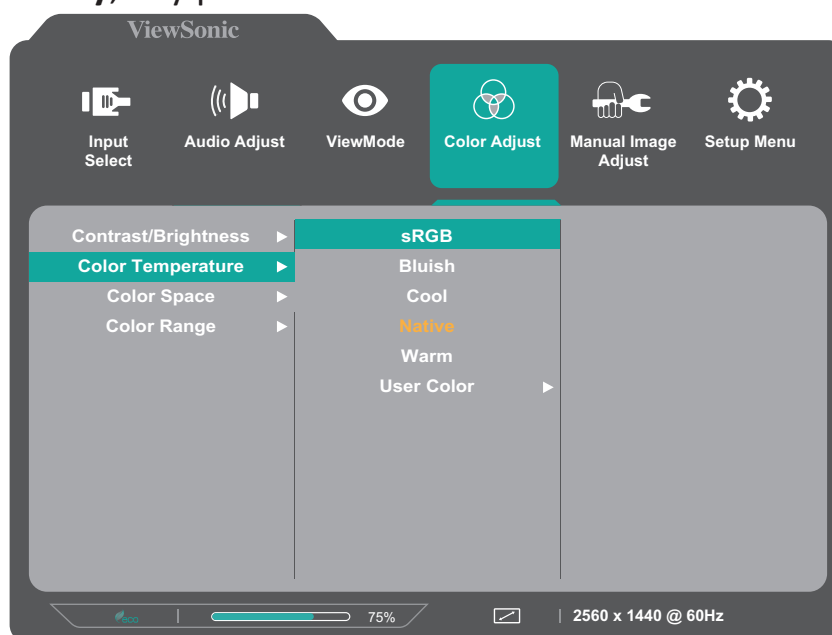 ViewSonic
Input Select
Audio Adjust
ViewMode
Color Adjust
Manual Image Adjust
Setup Menu
Contrast/Brightness
Color Temperature
Color Space
Color Range
sRGB
Bluish
Cool
Native
Warm
User Color
eco
75%
2560 x 1440 @ 60Hz